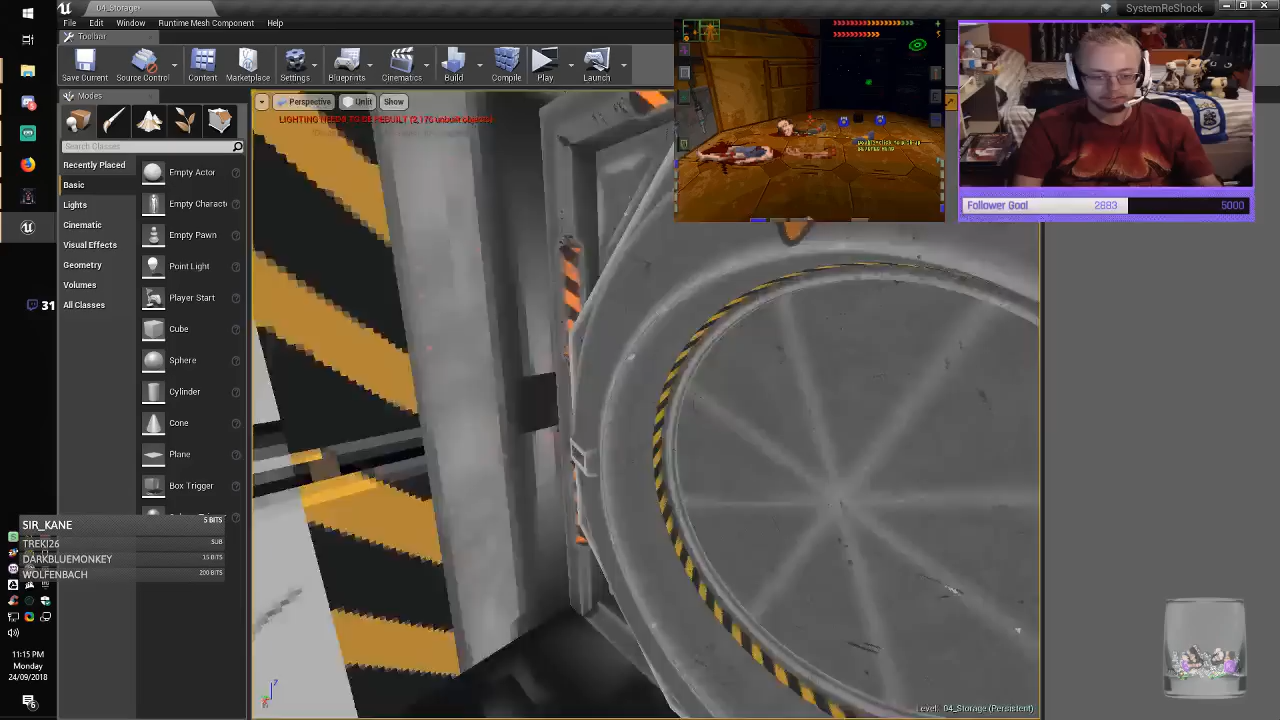 04_Storage*
SystemReShock
File Edit Window Runtime Mesh Component Help
Toolbar
Save Current Source Control Content Marketplace Settings Blueprints Cinematics Build Compile Play Launch
Modes
Perspective Unlit Show
LIGHTING NEEDS TO BE REBUILT (2,176 unbuilt objects)
Search Classes
Recently Placed
Basic
Lights
Cinematic
Visual Effects
Geometry
Volumes
All Classes
Empty Actor
Empty Charact
Empty Pawn
Point Light
Player Start
Cube
Sphere
Cylinder
Cone
Plane
Box Trigger
Follower Goal 2883 5000
31
SIR_KANE 5 BITS
TREKI26 SUB
DARKBLUEMONKEY 15 BITS
WOLFENBACH 200 BITS
11:15 PM
Monday
24/09/2018
Level: 04_Storage (Persistent)